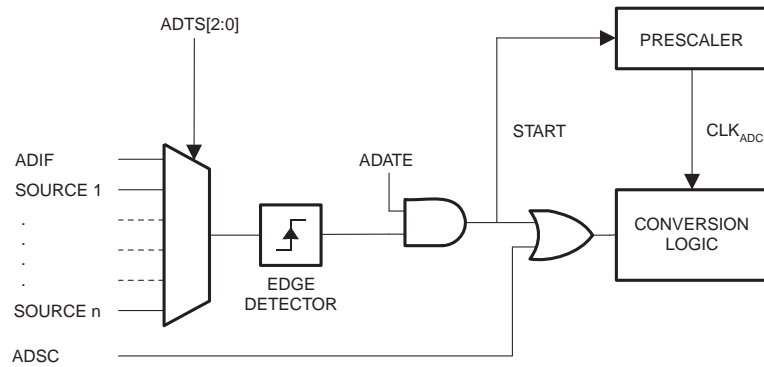 ADTS[2:0]
PRESCALER
START
CLKADC
ADIF
ADATE
SOURCE 1
.
.
.
.
CONVERSION
LOGIC
EDGE
DETECTOR
SOURCE n
ADSC